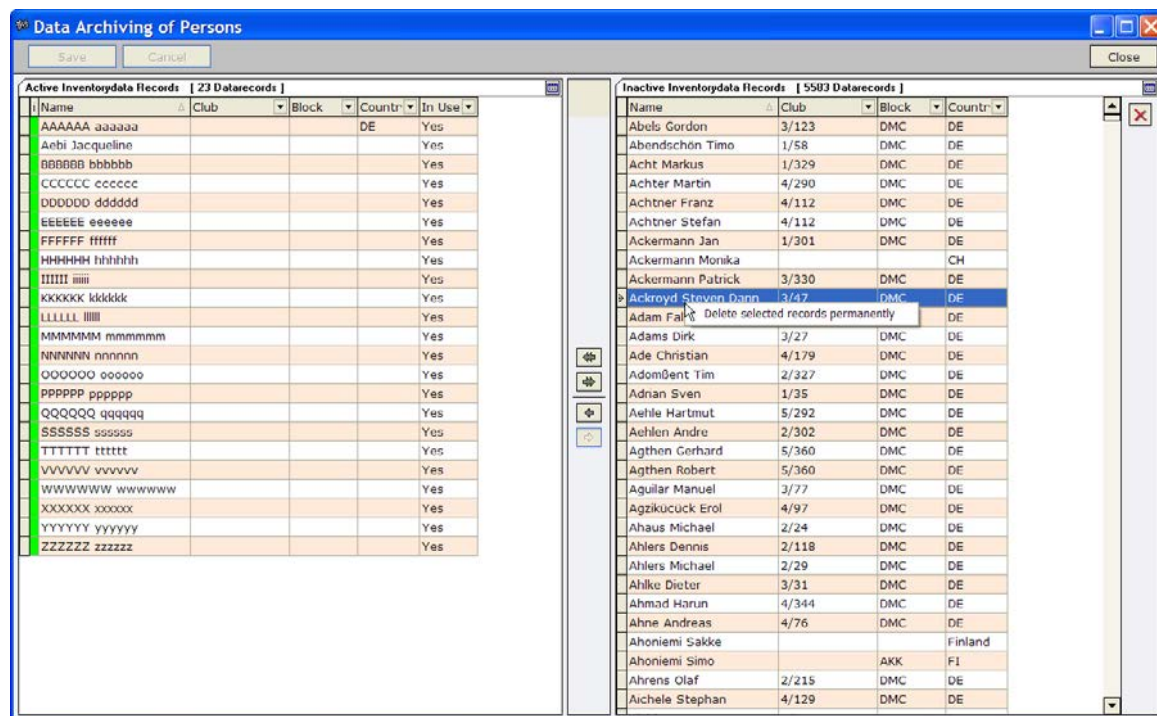 Data Archiving of Persons
Save Cancel Close
Active Inventorydata Records [ 23 Datarecords ]
Name Club Block Countr In Use
AAAAAA aaaaaa DE Yes
Aebi Jacqueline Yes
BBBBBB bbbbbb Yes
CCCCCC cccccc Yes
DDDDDD dddddd Yes
EEEEEE eeeeee Yes
FFFFFF ffffff Yes
HHHHHH hhhhhh Yes
IIIIII iiiiii Yes
KKKKKK kkkkkk Yes
LLLLLL llllll Yes
MMMMMM mmmmmm Yes
NNNNNN nnnnnn Yes
OOOOOO oooooo Yes
PPPPPP pppppp Yes
QQQQQQ qqqqqq Yes
SSSSSS ssssss Yes
TTTTTT tttttt Yes
VVVVVV vvvvvv Yes
WWWWWW wwwwww Yes
XXXXXX xxxxxx Yes
YYYYYY yyyyyy Yes
ZZZZZZ zzzzzz Yes
Inactive Inventorydata Records [ 5583 Datarecords ]
Name Club Block Countr
Abels Gordon 3/123 DMC DE
Abendschön Timo 1/58 DMC DE
Acht Markus 1/329 DMC DE
Achter Martin 4/290 DMC DE
Achtner Franz 4/112 DMC DE
Achtner Stefan 4/112 DMC DE
Ackermann Jan 1/301 DMC DE
Ackermann Monika CH
Ackermann Patrick 3/330 DMC DE
Ackroyd Steven Dann 3/47 DMC DE
Adam Fal DE
Delete selected records permanently
Adams Dirk 3/27 DMC DE
Ade Christian 4/179 DMC DE
Adomßent Tim 2/327 DMC DE
Adrian Sven 1/35 DMC DE
Aehle Hartmut 5/292 DMC DE
Aehlen Andre 2/302 DMC DE
Agthen Gerhard 5/360 DMC DE
Agthen Robert 5/360 DMC DE
Aguilar Manuel 3/77 DMC DE
Agzikücück Erol 4/97 DMC DE
Ahaus Michael 2/24 DMC DE
Ahlers Dennis 2/118 DMC DE
Ahlers Michael 2/29 DMC DE
Ahlke Dieter 3/31 DMC DE
Ahmad Harun 4/344 DMC DE
Ahne Andreas 4/76 DMC DE
Ahoniemi Sakke Finland
Ahoniemi Simo AKK FI
Ahrens Olaf 2/215 DMC DE
Aichele Stephan 4/129 DMC DE